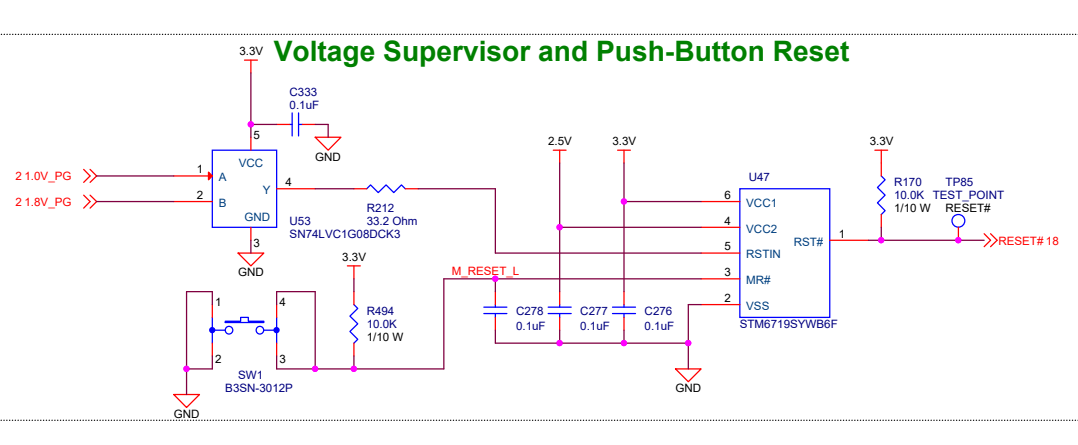 Voltage Supervisor and Push-Button Reset
3.3V
C333
0.1uF
GND
5
VCC
2 1.0V_PG
1
A
2 1.8V_PG
2
B
Y
4
GND
3
GND
U53
SN74LVC1G08DCK3
R212
33.2 Ohm
3.3V
R494
10.0K
1/10 W
M_RESET_L
1
4
2
3
SW1
B3SN-3012P
GND
2.5V
3.3V
C278
0.1uF
C277
0.1uF
C276
0.1uF
GND
U47
6
VCC1
4
VCC2
5
RSTIN
3
MR#
2
VSS
RST#
1
STM6719SYWB6F
3.3V
R170
10.0K
1/10 W
TP85
TEST_POINT
RESET#
RESET# 18